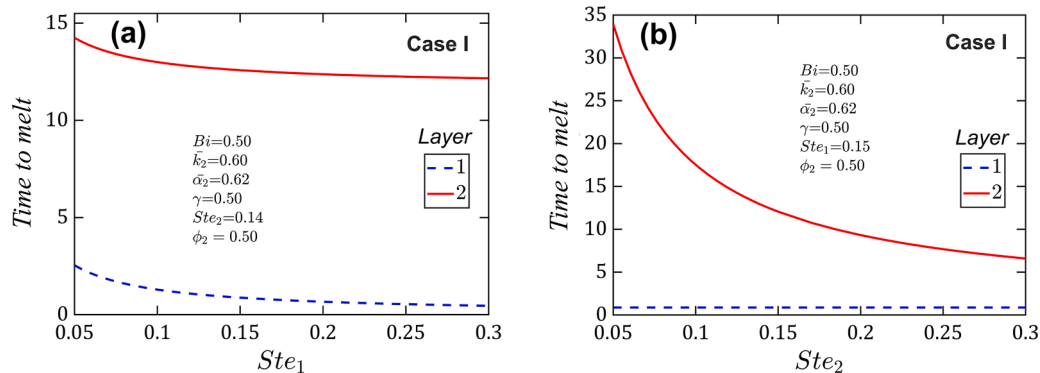 (a)
Case I
Time to melt
15
10
5
0
Bi=0.50
k̄₂=0.60
ᾱ₂=0.62
γ=0.50
Ste₂=0.14
ϕ₂ = 0.50
Layer
1
2
0.05 0.1 0.15 0.2 0.25 0.3
Ste₁
(b)
Case I
Time to melt
35
30
25
20
15
10
5
0
Bi=0.50
k̄₂=0.60
ᾱ₂=0.62
γ=0.50
Ste₁=0.15
ϕ₂ = 0.50
Layer
1
2
0.05 0.1 0.15 0.2 0.25 0.3
Ste₂